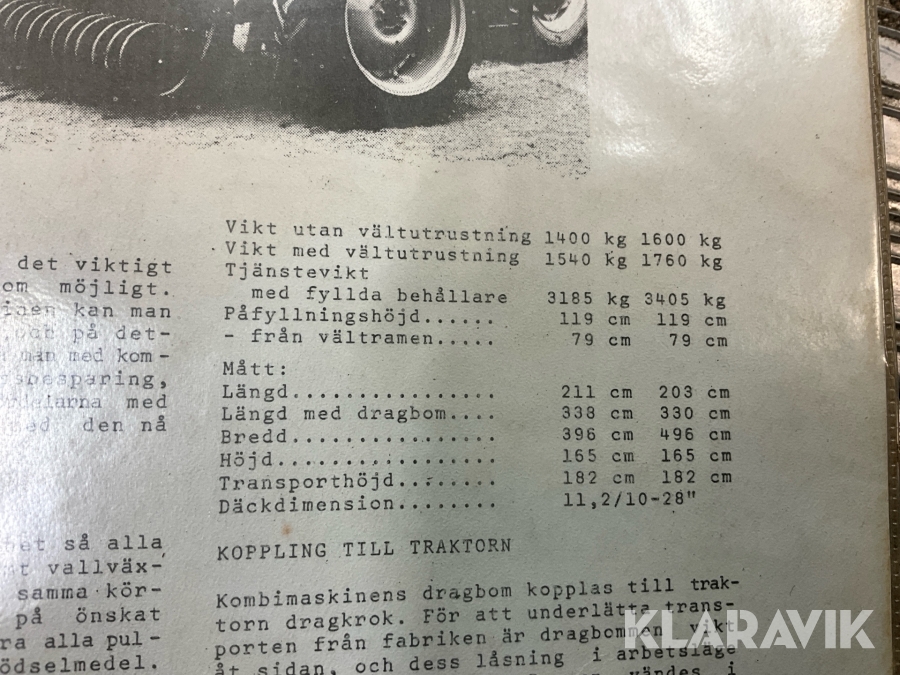 det viktigt
om möjligt.
kan man
på det-
man med kom-
sbesparing,
med
den nå
så alla
vallväx-
samma kör-
på önskat
ra alla pul-
ödselmedel.
Vikt utan vältutrustning 1400 kg 1600 kg
Vikt med vältutrustning 1540 kg 1760 kg
Tjänstevikt
med fyllda behållare 3185 kg 3405 kg
Påfyllningshöjd...... 119 cm 119 cm
- från vältramen..... 79 cm 79 cm
Mått:
Längd................. 211 cm 203 cm
Längd med dragbom.... 338 cm 330 cm
Bredd................. 396 cm 496 cm
Höjd.................. 165 cm 165 cm
Transporthöjd........ 182 cm 182 cm
Däckdimension........ 11,2/10-28"
KOPPLING TILL TRAKTORN
Kombimaskinens dragbom kopplas till trak-
torn dragkrok. För att underlätta trans-
porten från fabriken är dragbommen vikt
åt sidan, och dess låsning i arbetsläge
vändes i
KLARAVIK